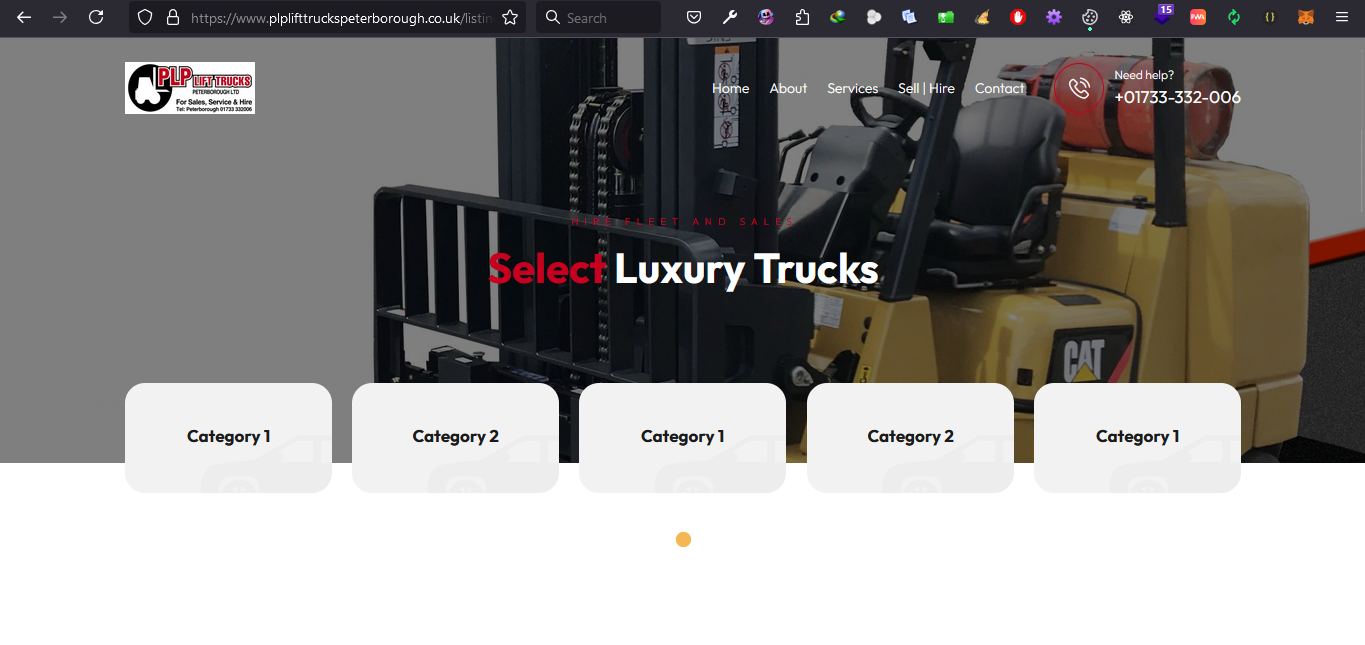 https://www.plplifttruckspeterborough.co.uk/listin
Search
15
PWA
PLP LIFT TRUCKS
PETERBOROUGH LTD
For Sales, Service & Hire
Tel: Peterborough 01733 332006
Home
About
Services
Sell | Hire
Contact
Need help?
+01733-332-006
HIRE FLEET AND SALES
Select Luxury Trucks
CAT
Category 1
Category 2
Category 1
Category 2
Category 1